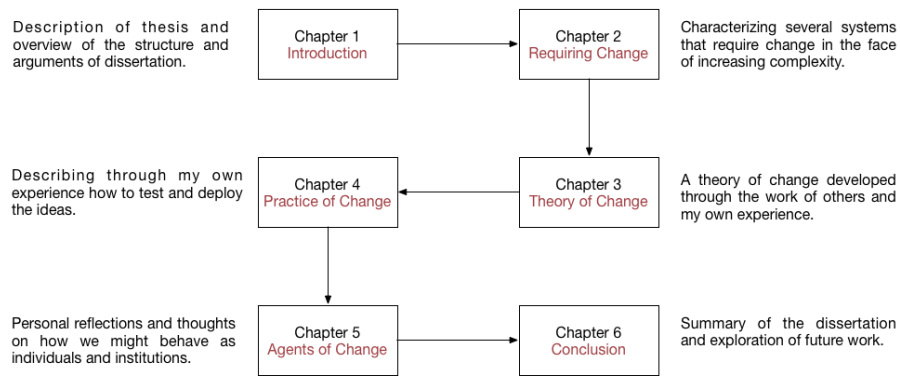 Description of thesis and
overview of the structure and
arguments of dissertation.
Chapter 1
Introduction
Chapter 2
Requiring Change
Characterizing several systems
that require change in the face
of increasing complexity.
Describing through my own
experience how to test and deploy
the ideas.
Chapter 4
Practice of Change
Chapter 3
Theory of Change
A theory of change developed
through the work of others and
my own experience.
Personal reflections and thoughts
on how we might behave as
individuals and institutions.
Chapter 5
Agents of Change
Chapter 6
Conclusion
Summary of the dissertation
and exploration of future work.